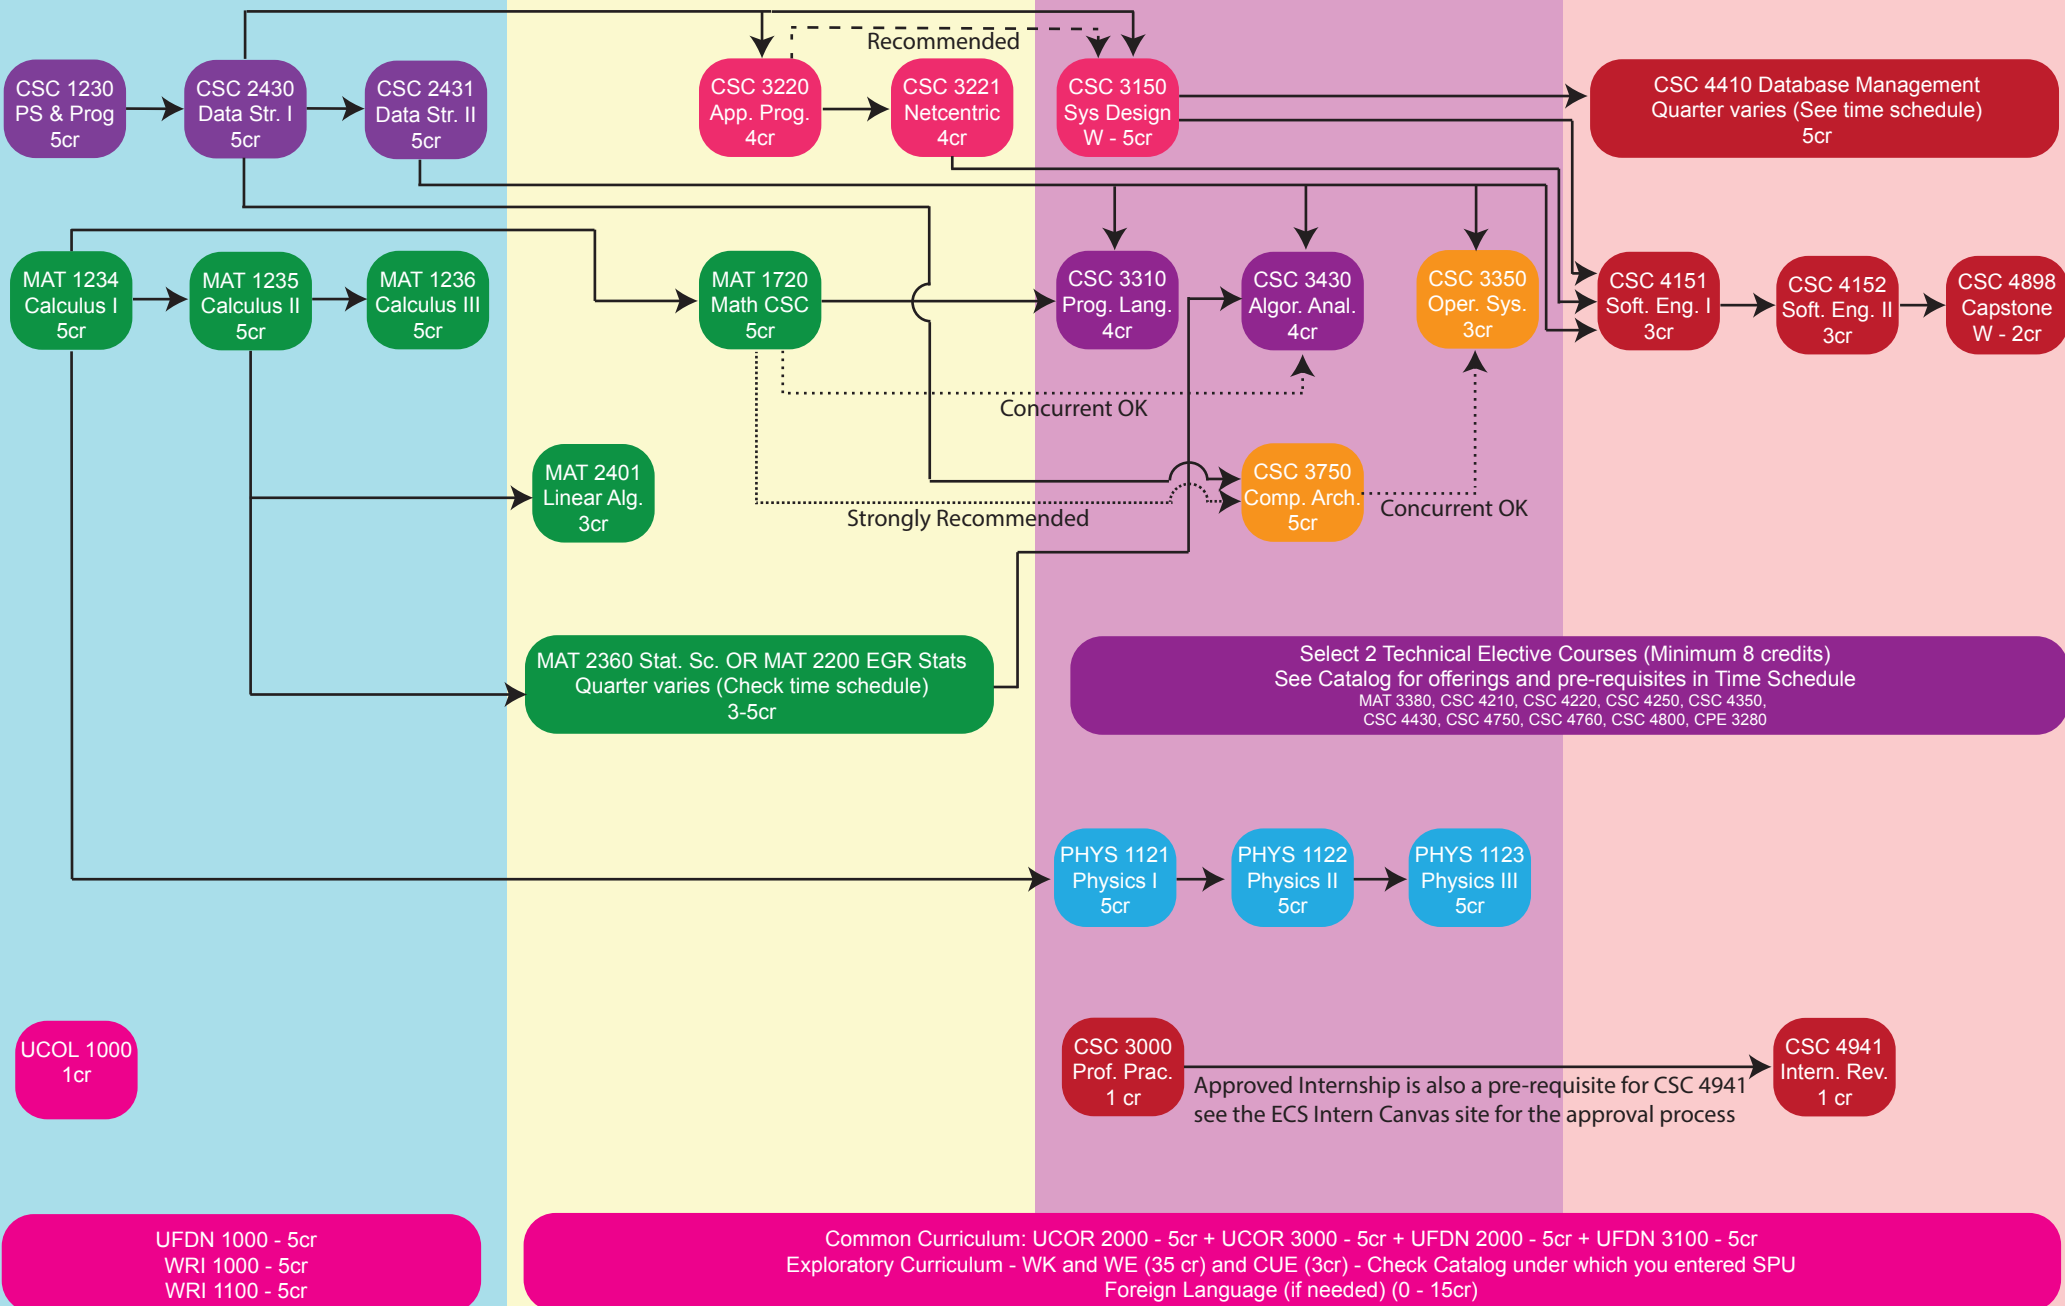 Recommended
CSC 1230
PS & Prog
5cr
CSC 2430
Data Str. I
5cr
CSC 2431
Data Str. II
5cr
CSC 3220
App. Prog.
4cr
CSC 3221
Netcentric
4cr
CSC 3150
Sys Design
W - 5cr
CSC 4410 Database Management
Quarter varies (See time schedule)
5cr
MAT 1234
Calculus I
5cr
MAT 1235
Calculus II
5cr
MAT 1236
Calculus III
5cr
MAT 1720
Math CSC
5cr
CSC 3310
Prog. Lang.
4cr
CSC 3430
Algor. Anal.
4cr
CSC 3350
Oper. Sys.
3cr
CSC 4151
Soft. Eng. I
3cr
CSC 4152
Soft. Eng. II
3cr
CSC 4898
Capstone
W - 2cr
Concurrent OK
MAT 2401
Linear Alg.
3cr
CSC 3750
Comp. Arch.
5cr
Strongly Recommended
Concurrent OK
MAT 2360 Stat. Sc. OR MAT 2200 EGR Stats
Quarter varies (Check time schedule)
3-5cr
Select 2 Technical Elective Courses (Minimum 8 credits)
See Catalog for offerings and pre-requisites in Time Schedule
MAT 3380, CSC 4210, CSC 4220, CSC 4250, CSC 4350,
CSC 4430, CSC 4750, CSC 4760, CSC 4800, CPE 3280
PHYS 1121
Physics I
5cr
PHYS 1122
Physics II
5cr
PHYS 1123
Physics III
5cr
UCOL 1000
1cr
CSC 3000
Prof. Prac.
1 cr
Approved Internship is also a pre-requisite for CSC 4941
see the ECS Intern Canvas site for the approval process
CSC 4941
Intern. Rev.
1 cr
UFDN 1000 - 5cr
WRI 1000 - 5cr
WRI 1100 - 5cr
Common Curriculum: UCOR 2000 - 5cr + UCOR 3000 - 5cr + UFDN 2000 - 5cr + UFDN 3100 - 5cr
Exploratory Curriculum - WK and WE (35 cr) and CUE (3cr) - Check Catalog under which you entered SPU
Foreign Language (if needed) (0 - 15cr)